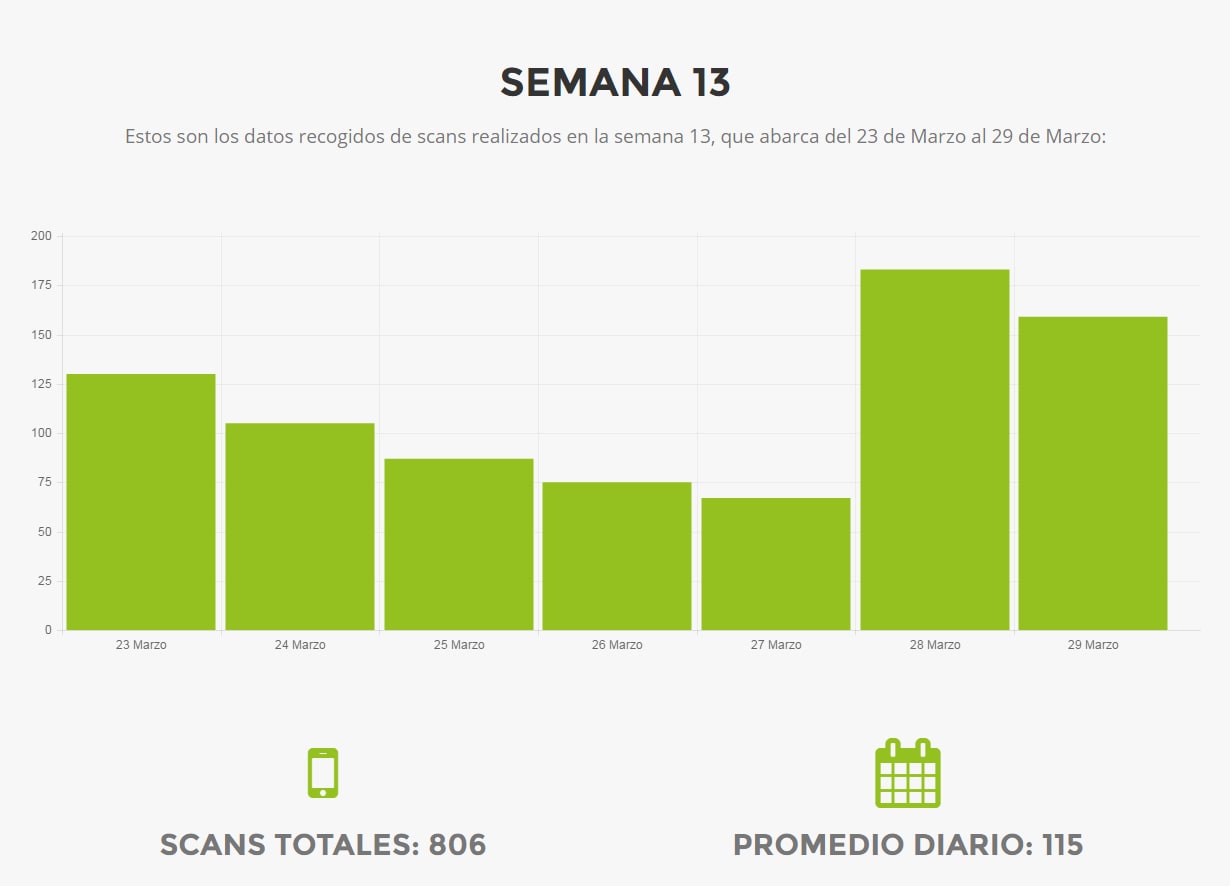 SEMANA 13
Estos son los datos recogidos de scans realizados en la semana 13, que abarca del 23 de Marzo al 29 de Marzo:
200
175
150
125
100
75
50
25
0
23 Marzo 24 Marzo 25 Marzo 26 Marzo 27 Marzo 28 Marzo 29 Marzo
SCANS TOTALES: 806 PROMEDIO DIARIO: 115